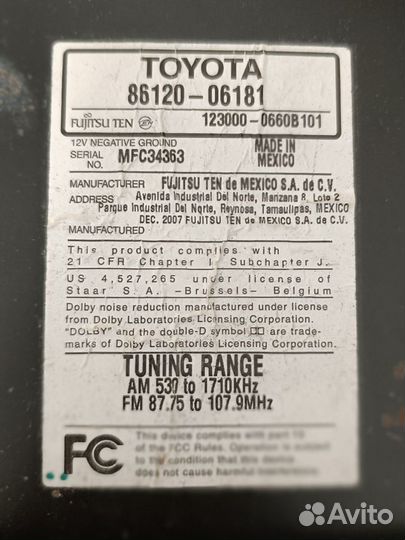 TOYOTA
86120-06181
FUJITSU TEN 123000-0660B101
12V NEGATIVE GROUND
SERIAL NO. MFC34363
MADE IN MEXICO
MANUFACTURER FUJITSU TEN de MEXICO S.A. de C.V.
ADDRESS Avenida Industrial Del Norte, Manzana 8, Lote 2
Parque Industrial Del Norte, Reynosa, Tamaulipas, MEXICO
DEC. 2007 FUJITSU TEN de MEXICO S.A. de C.V.
MANUFACTURED
This product complies with
21 CFR Chapter I Subchapter J.
US 4,527,265 under license of
Staar S.A. -Brussels- Belgium
Dolby noise reduction manufactured under license
from Dolby Laboratories Licensing Corporation.
"DOLBY" and the double-D symbol are trade-
marks of Dolby Laboratories Licensing Corporation.
TUNING RANGE
AM 530 to 1710KHz
FM 87.75 to 107.9MHz
FC
This device complies with part 15
of the FCC Rules. Operation is subject
to the condition that this device
does not cause harmful interference.
Avito